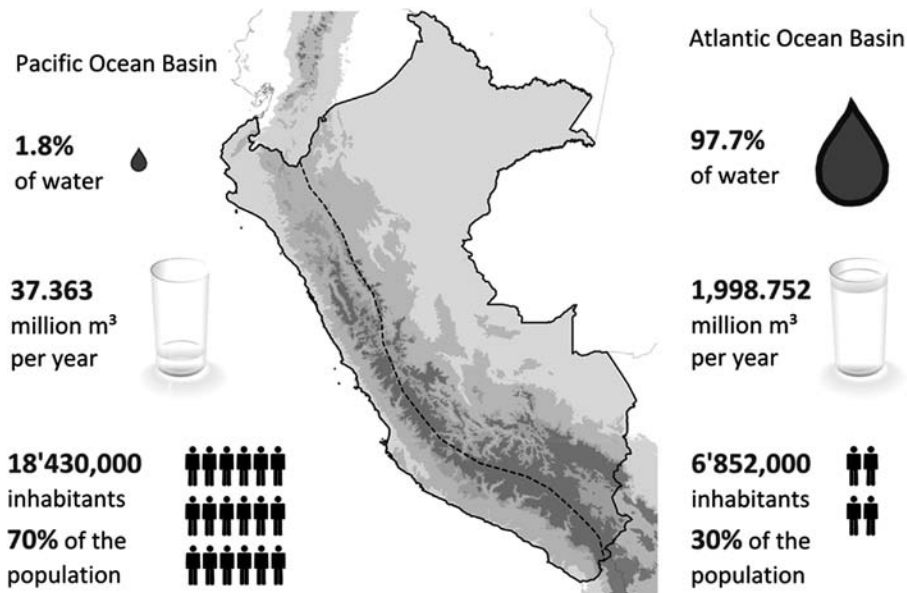 Pacific Ocean Basin
1.8%
of water
37.363
million m³
per year
18'430,000
inhabitants
70% of the
population
Atlantic Ocean Basin
97.7%
of water
1,998.752
million m³
per year
6'852,000
inhabitants
30% of the
population